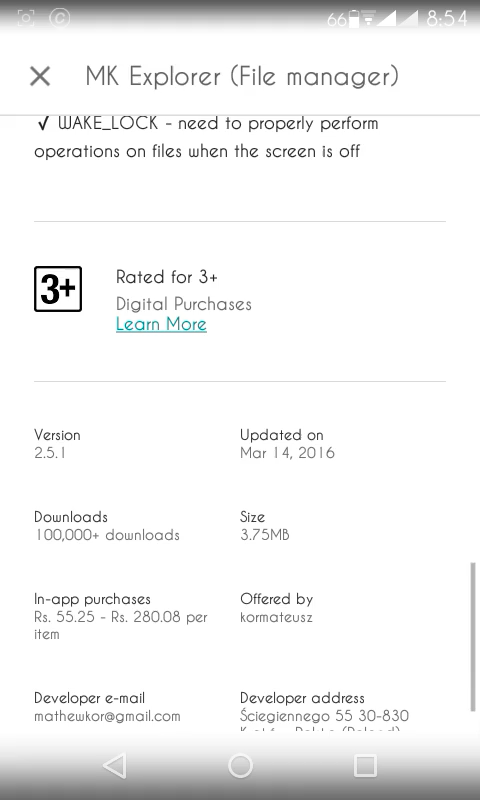 66 8:54
MK Explorer (File manager)
✓ WAKE_LOCK - need to properly perform
operations on files when the screen is off
3+
Rated for 3+
Digital Purchases
Learn More
Version
2.5.1
Updated on
Mar 14, 2016
Downloads
100,000+ downloads
Size
3.75MB
In-app purchases
Rs. 55.25 - Rs. 280.08 per
item
Offered by
kormateusz
Developer e-mail
mathewkor@gmail.com
Developer address
Ściegiennego 55 30-830